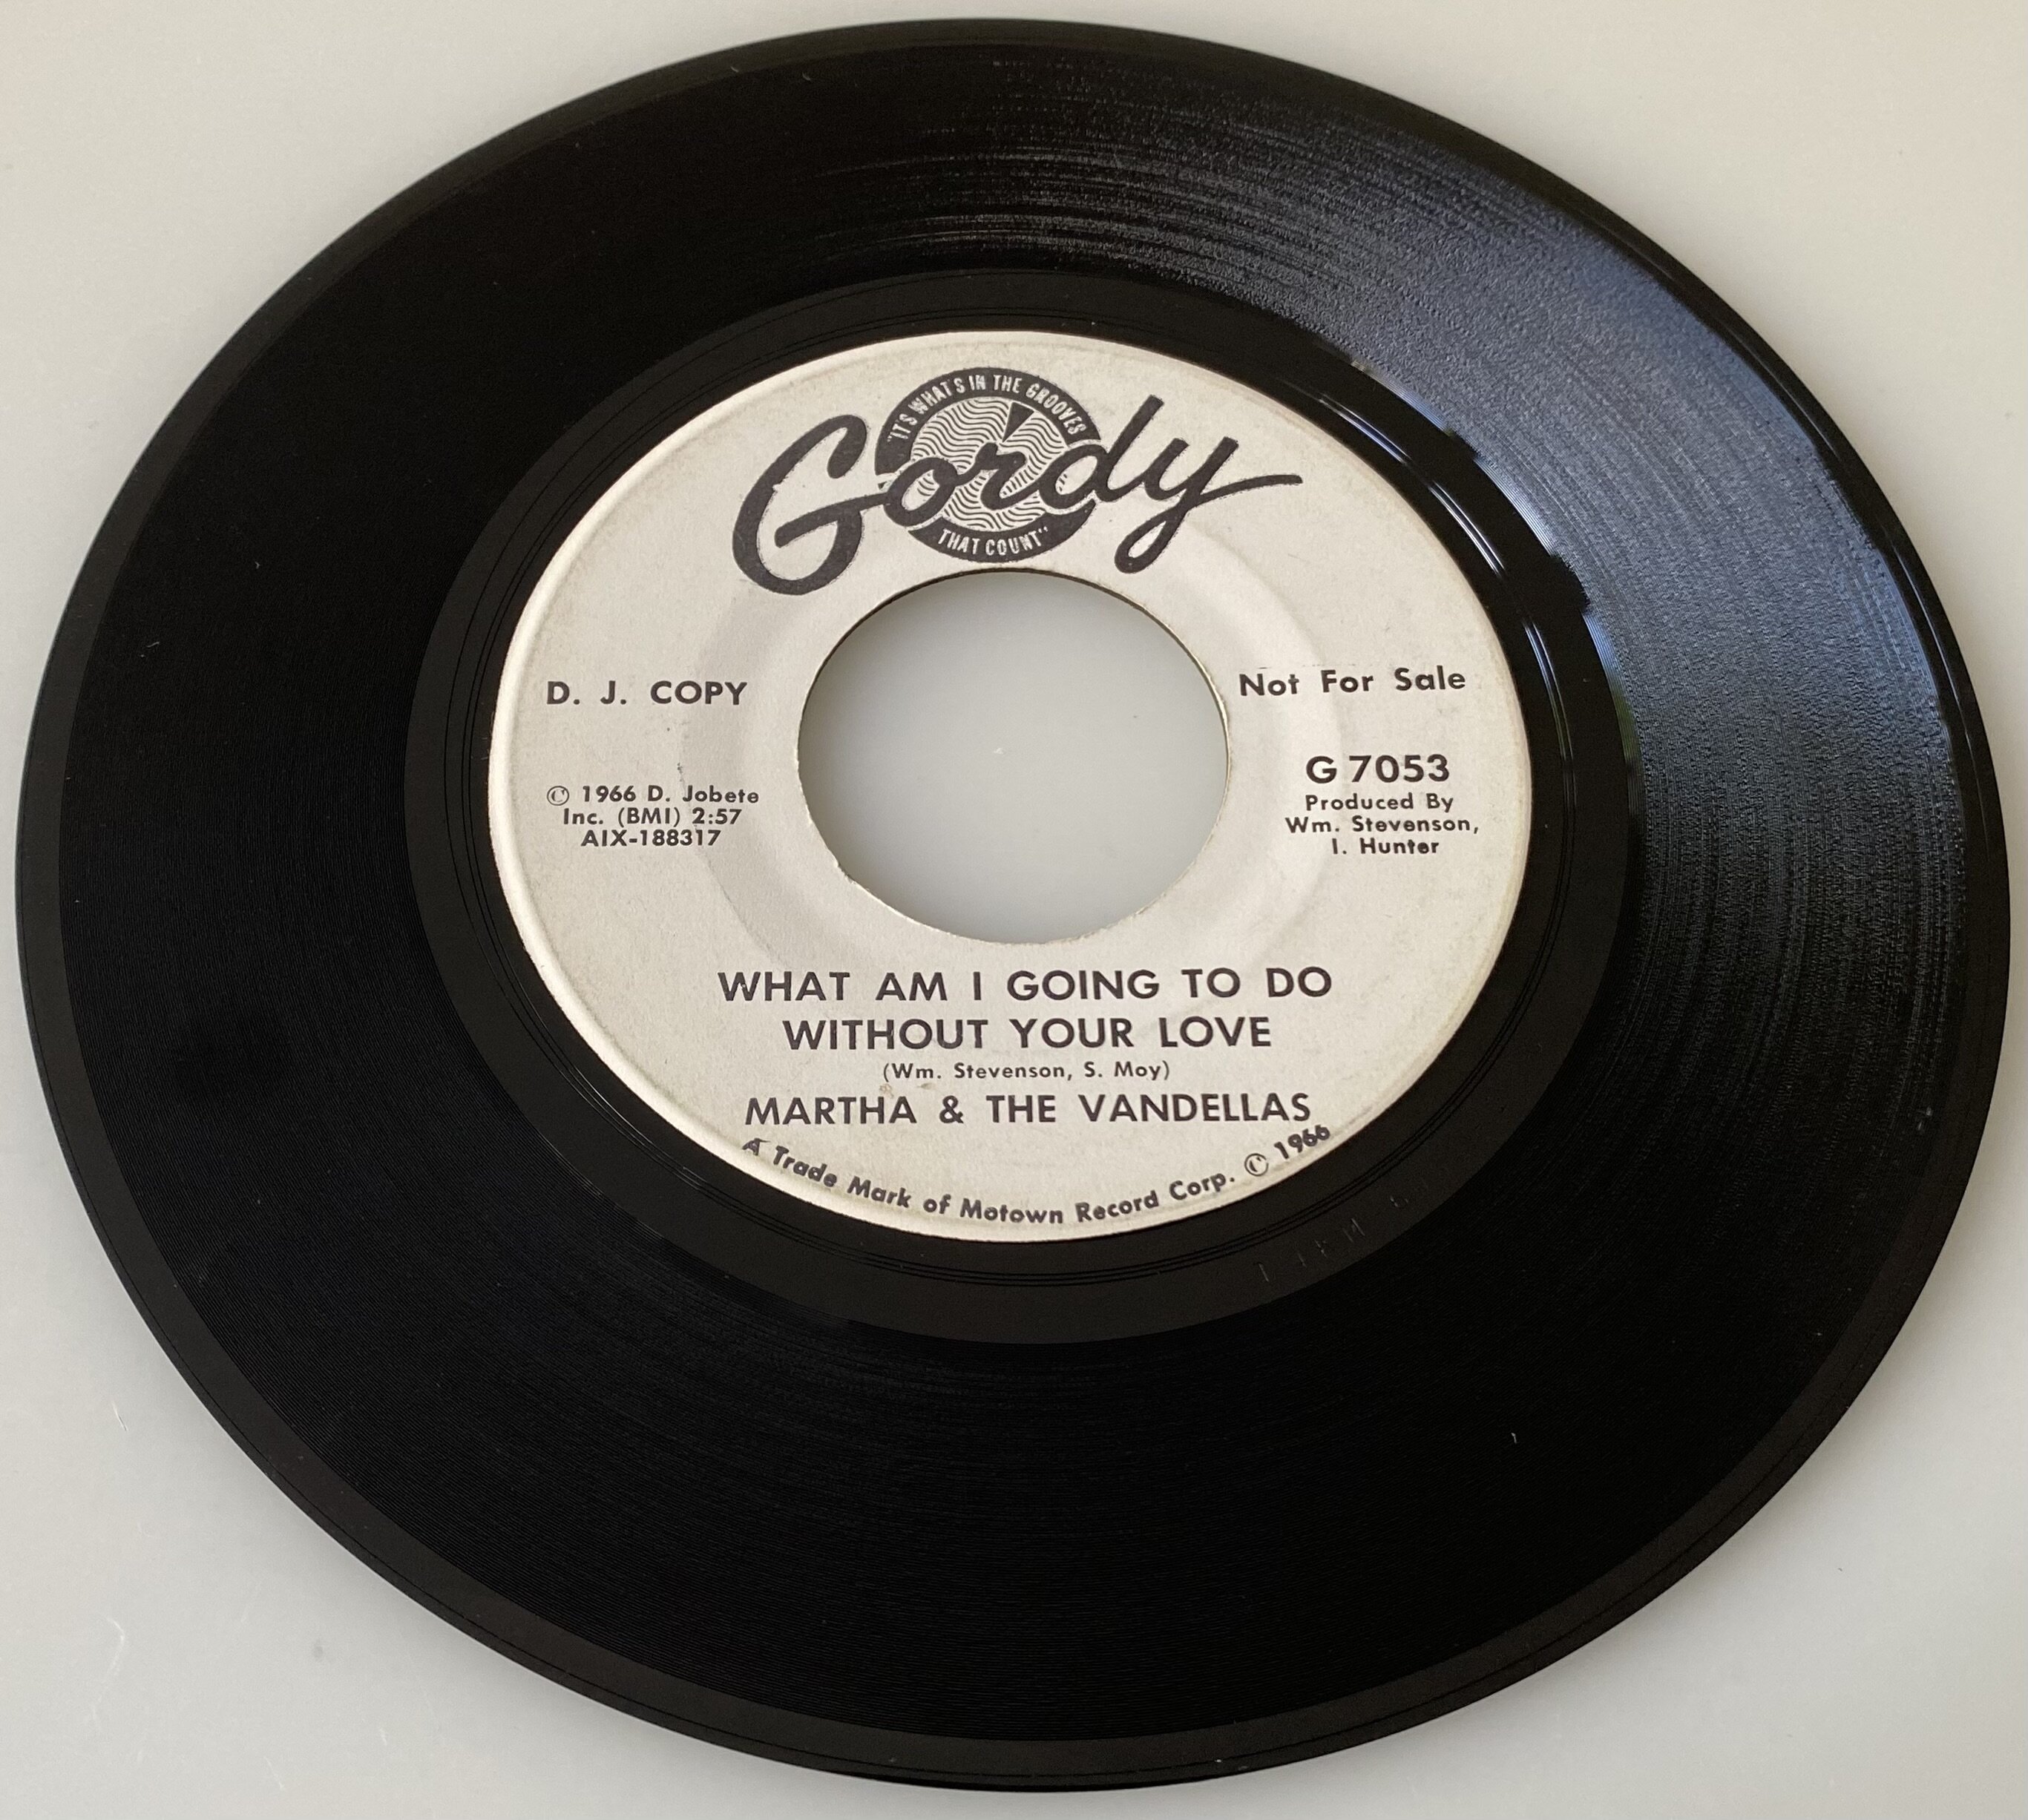 "IT'S WHAT'S IN THE GROOVES
Gordy
THAT COUNT"
D. J. COPY
Not For Sale
© 1966 D. Jobete
Inc. (BMI) 2:57
AIX-188317
G 7053
Produced By
Wm. Stevenson,
I. Hunter
WHAT AM I GOING TO DO
WITHOUT YOUR LOVE
(Wm. Stevenson, S. Moy)
MARTHA & THE VANDELLAS
A Trade Mark of Motown Record Corp. © 1966